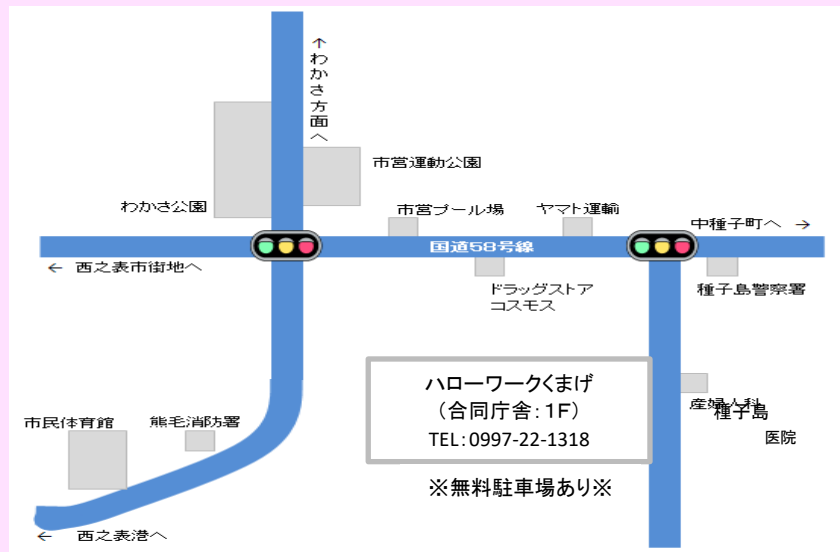 ↑わかさ方面へ
市営運動公園
わかさ公園
市営プール場
ヤマト運輸
中種子町へ →
国道58号線
← 西之表市街地へ
ドラッグストア
コスモス
種子島警察署
ハローワークくまげ
（合同庁舎：１Ｆ）
TEL：0997-22-1318
産婦人科
種子島
医院
市民体育館
熊毛消防署
※無料駐車場あり※
← 西之表港へ